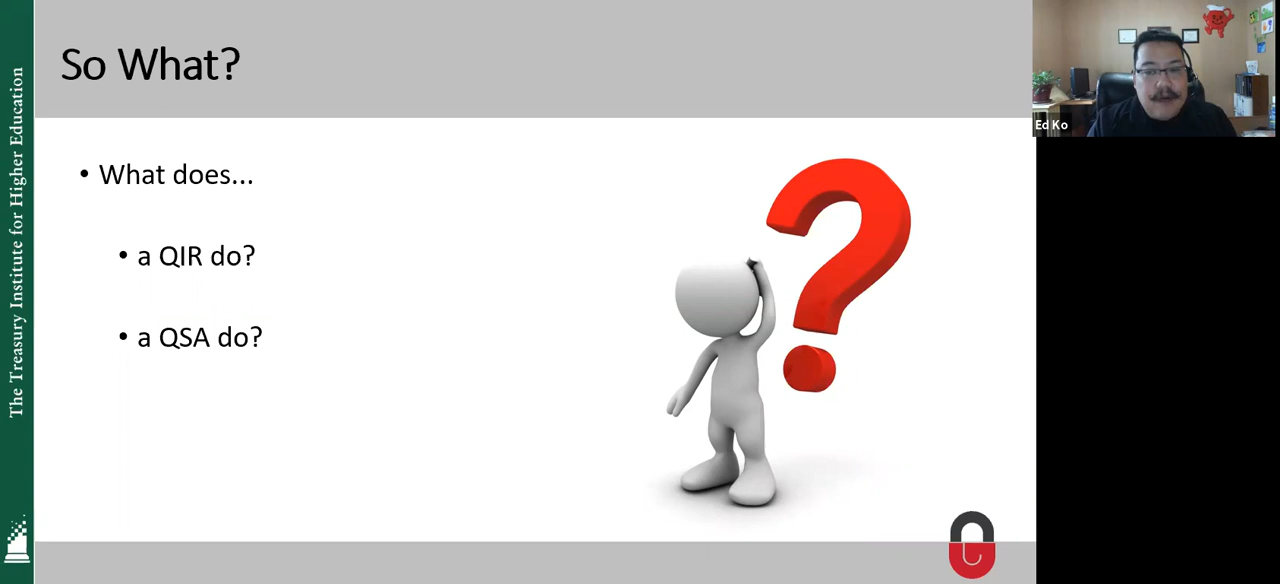 So What?
• What does...
• a QIR do?
• a QSA do?
The Treasury Institute for Higher Education
Ed Ko